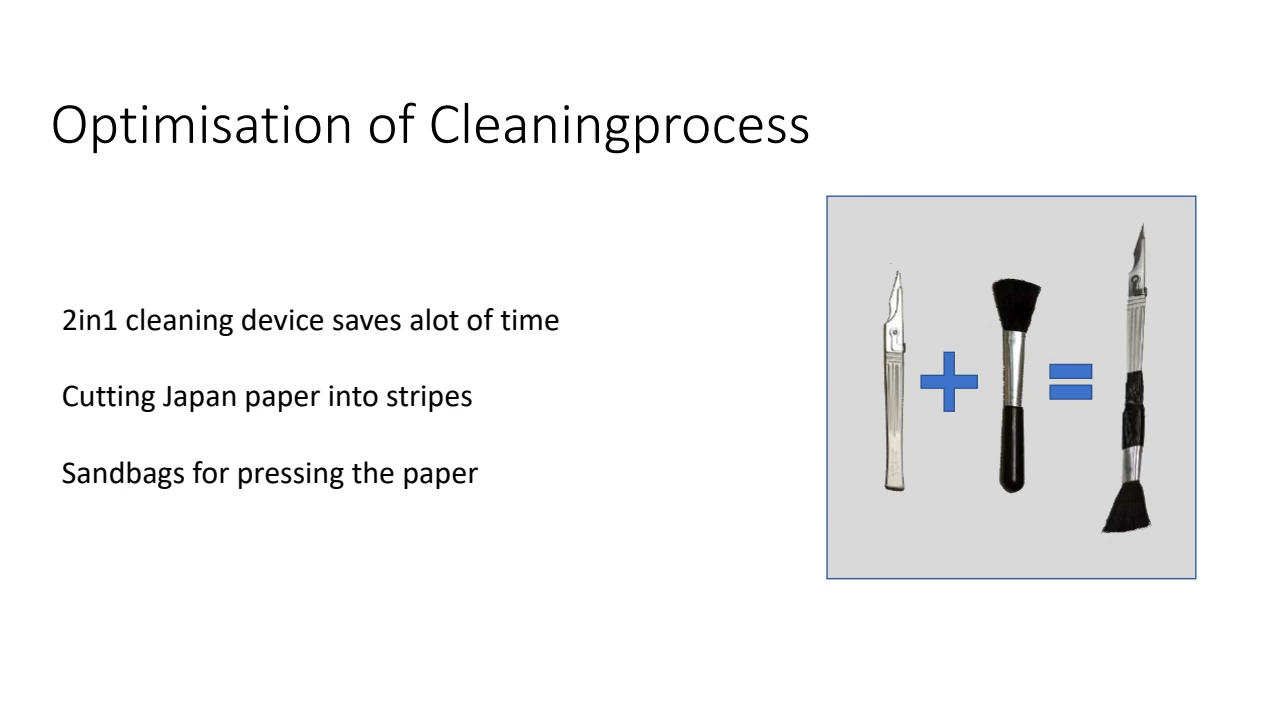 Optimisation of Cleaningprocess
2in1 cleaning device saves alot of time
Cutting Japan paper into stripes
Sandbags for pressing the paper